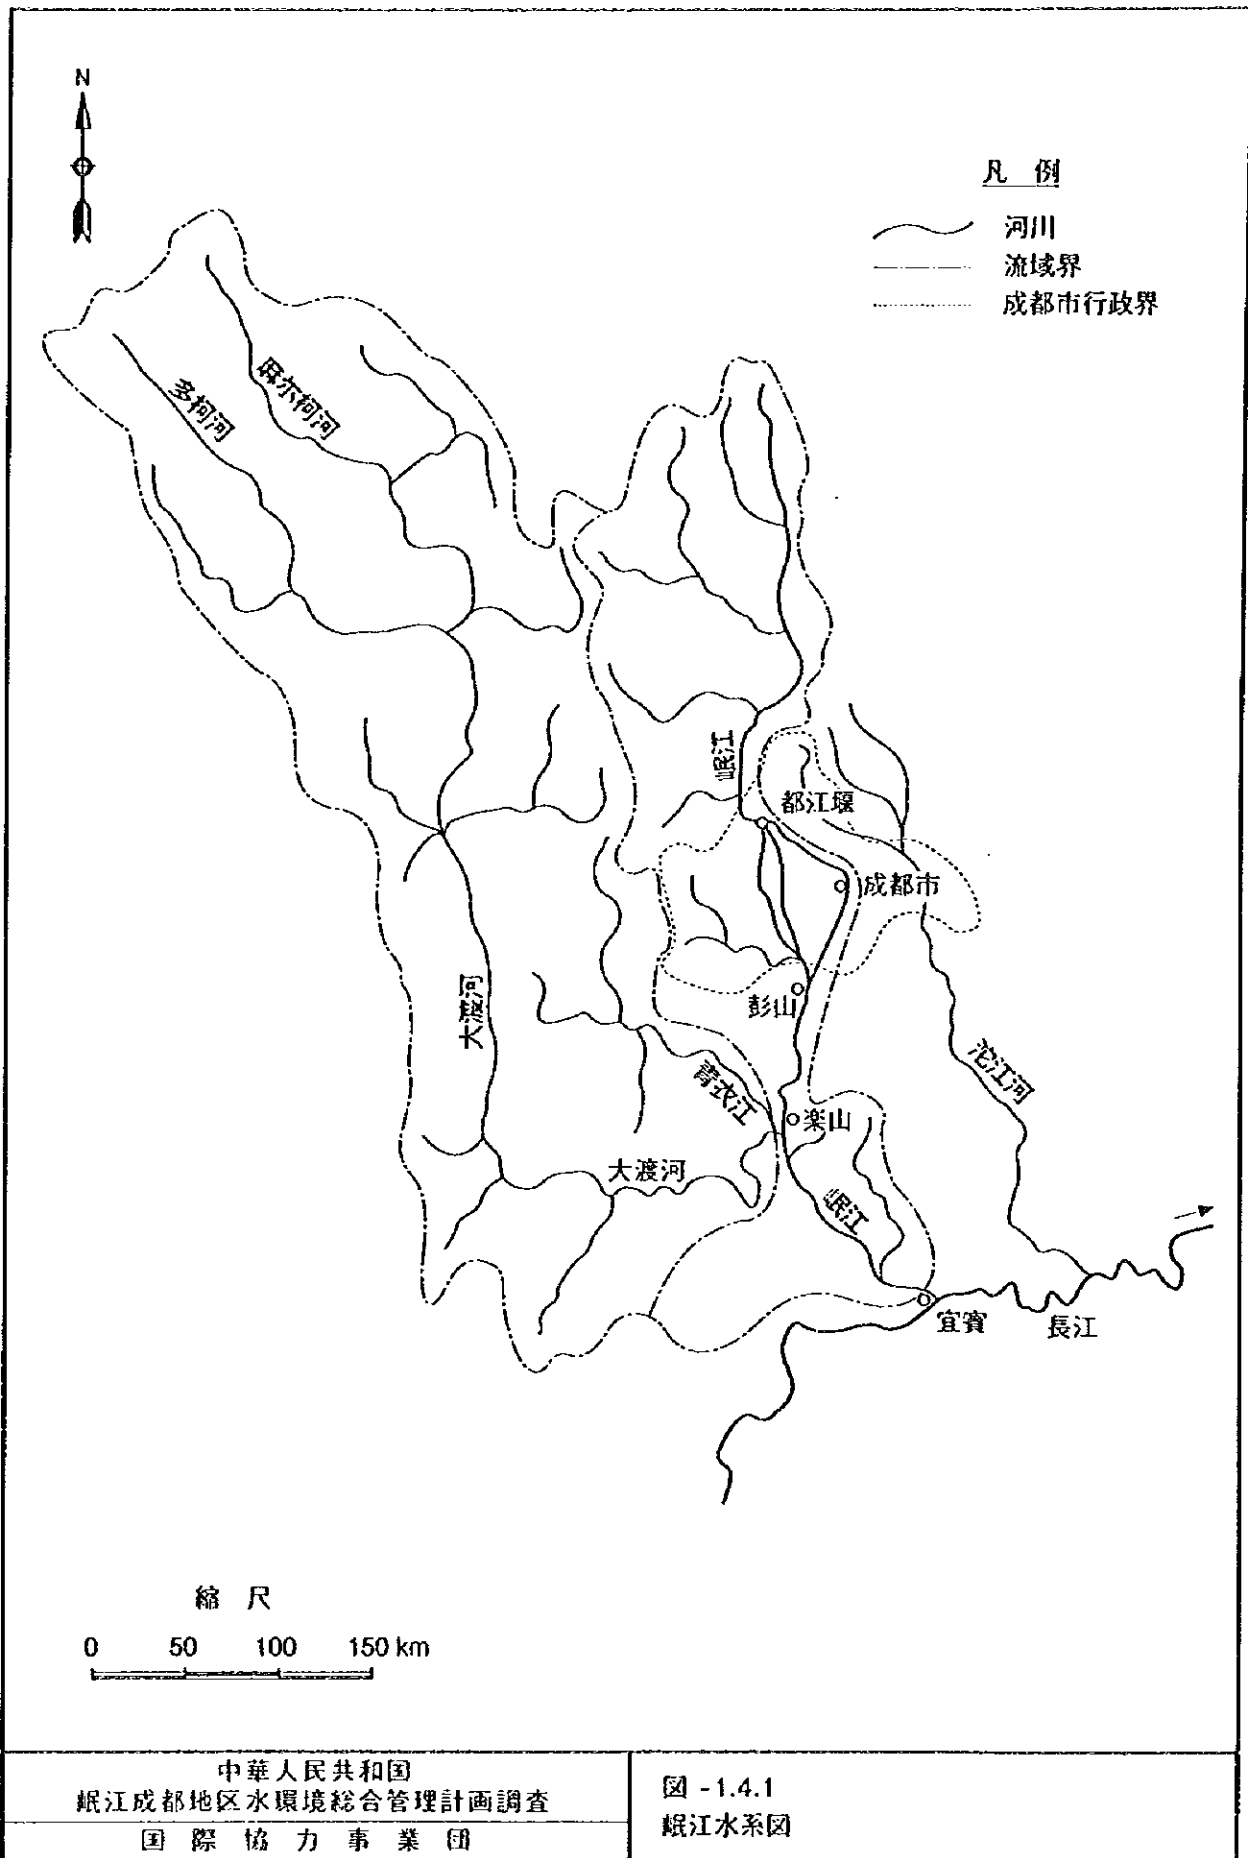 N
凡 例
河川
流域界
成都市行政界
麻尔柯河
多柯河
岷江
都江堰
成都市
大渡河
彭山
沱江河
青衣江
楽山
大渡河
岷江
宜賓
長江
縮 尺
0 50 100 150 km
中華人民共和国
岷江成都地区水環境総合管理計画調査
国 際 協 力 事 業 団
図 -1.4.1
岷江水系図